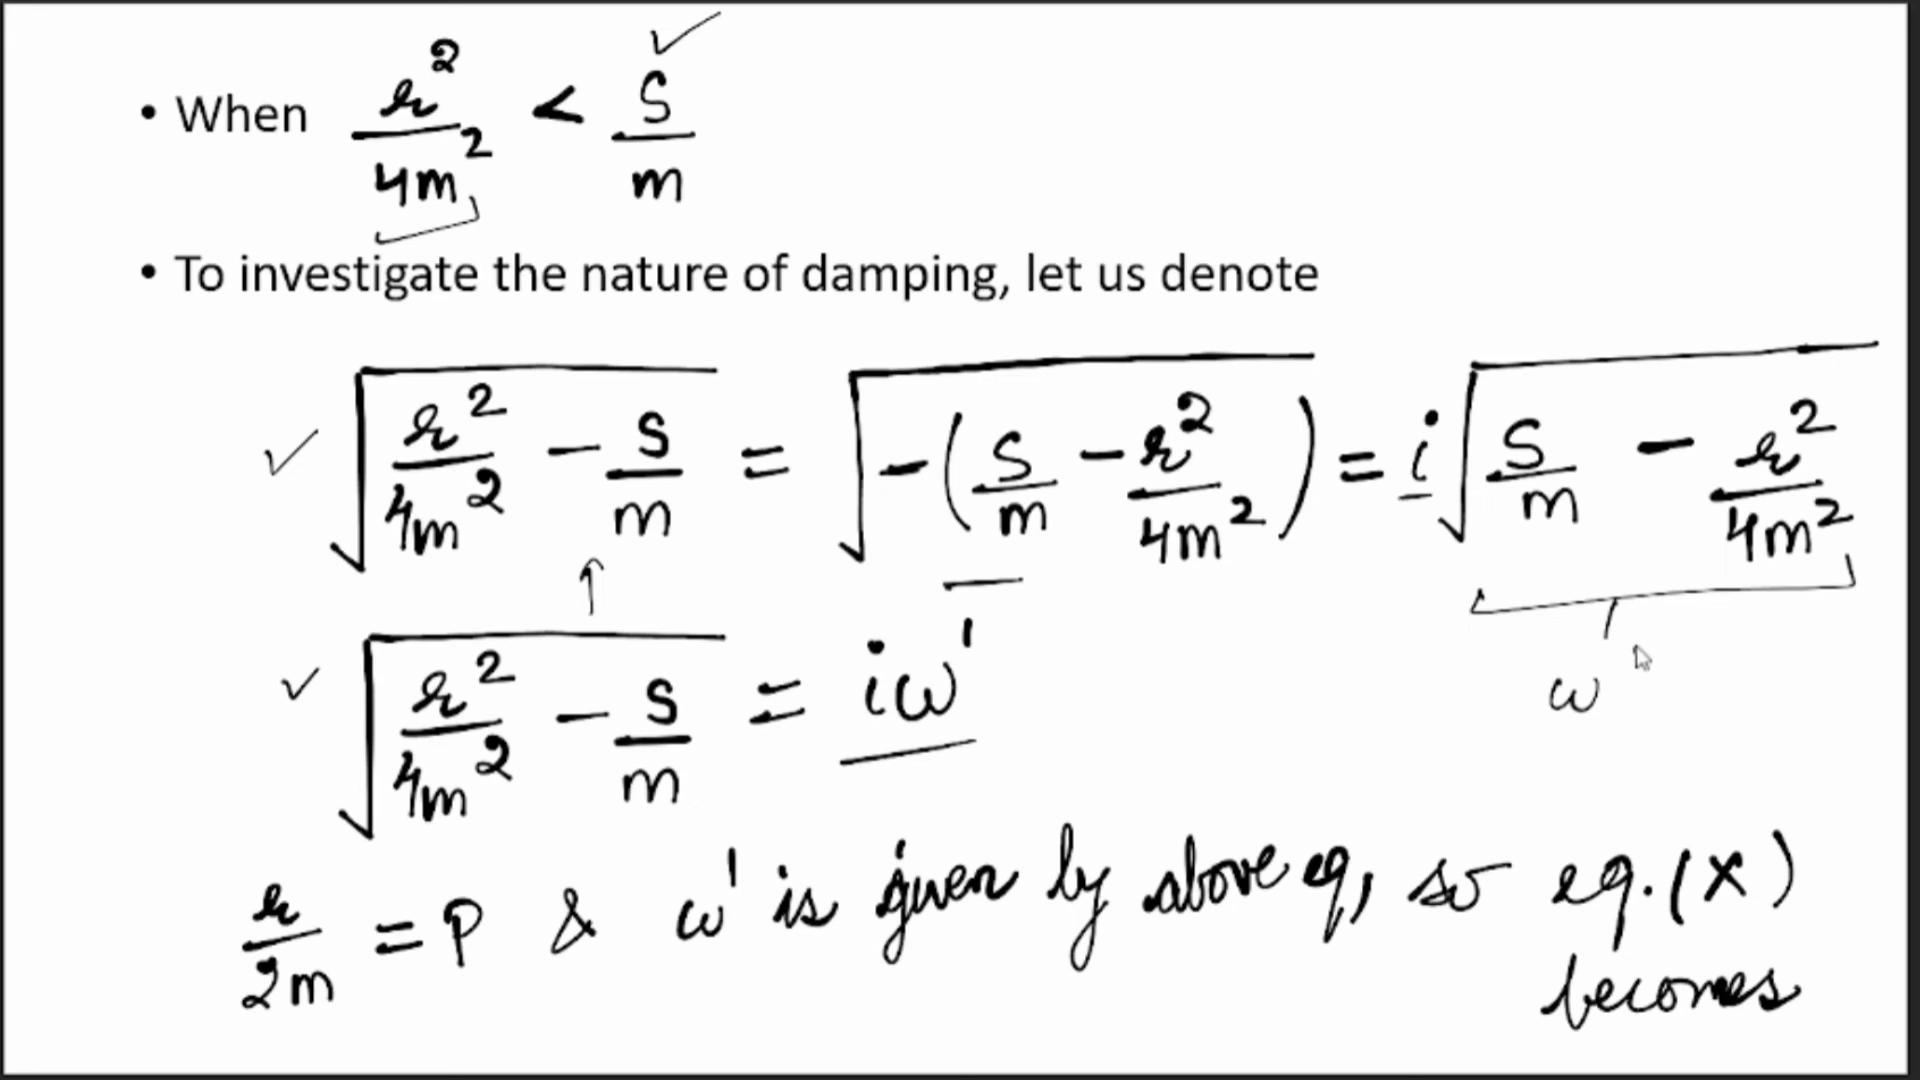 • When r²/4m² < S/m
• To investigate the nature of damping, let us denote
√(r²/4m² − S/m) = √(−(S/m − r²/4m²)) = i√(S/m − r²/4m²)
ω
√(r²/4m² − S/m) = iω'
r/2m = p & ω' is given by above eq, so eq.(x)
becomes